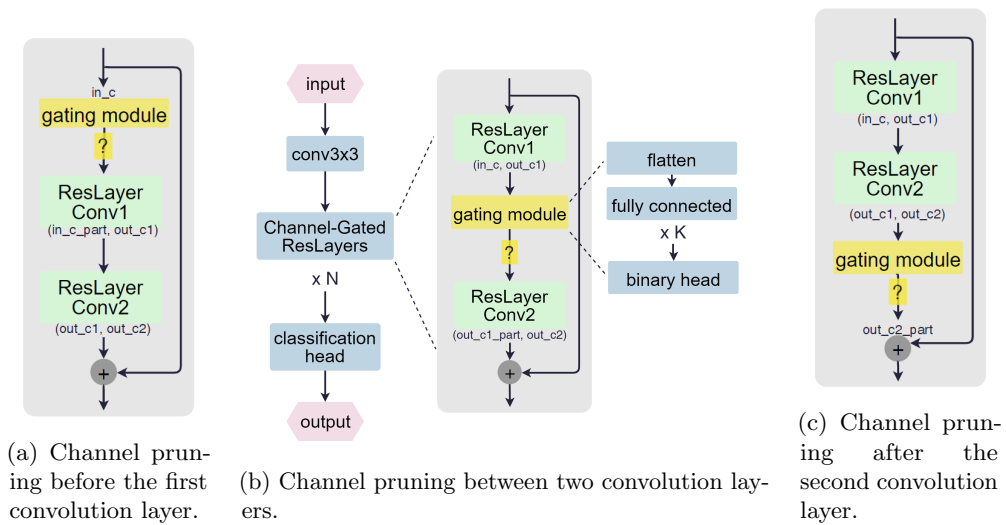 in_c
gating module
?
ResLayer
Conv1
(in_c_part, out_c1)
ResLayer
Conv2
(out_c1, out_c2)
+
(a) Channel prun-
ing before the first
convolution layer.
input
conv3x3
Channel-Gated
ResLayers
x N
classification
head
output
ResLayer
Conv1
(in_c, out_c1)
gating module
?
ResLayer
Conv2
(out_c1_part, out_c2)
+
flatten
fully connected
x K
binary head
(b) Channel pruning between two convolution lay-
ers.
ResLayer
Conv1
(in_c, out_c1)
ResLayer
Conv2
(out_c1, out_c2)
gating module
?
out_c2_part
+
(c) Channel prun-
ing after the
second convolution
layer.